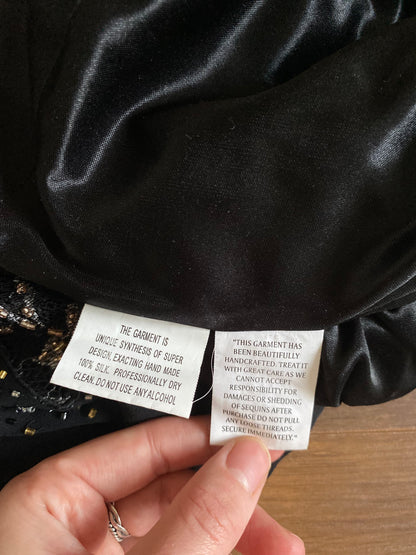 THE GARMENT IS
UNIQUE SYNTHESIS OF SUPER
DESIGN, EXACTING HAND MADE
100% SILK. PROFESSIONALLY DRY
CLEAN. DO NOT USE ANY ALCOHOL
"THIS GARMENT HAS
BEEN BEAUTIFULLY
HANDCRAFTED. TREAT IT
WITH GREAT CARE AS WE
CANNOT ACCEPT
RESPONSIBILITY FOR
DAMAGES OR SHEDDING
OF SEQUINS AFTER
PURCHASE DO NOT PULL
ANY LOOSE THREADS.
SECURE IMMEDIATELY."